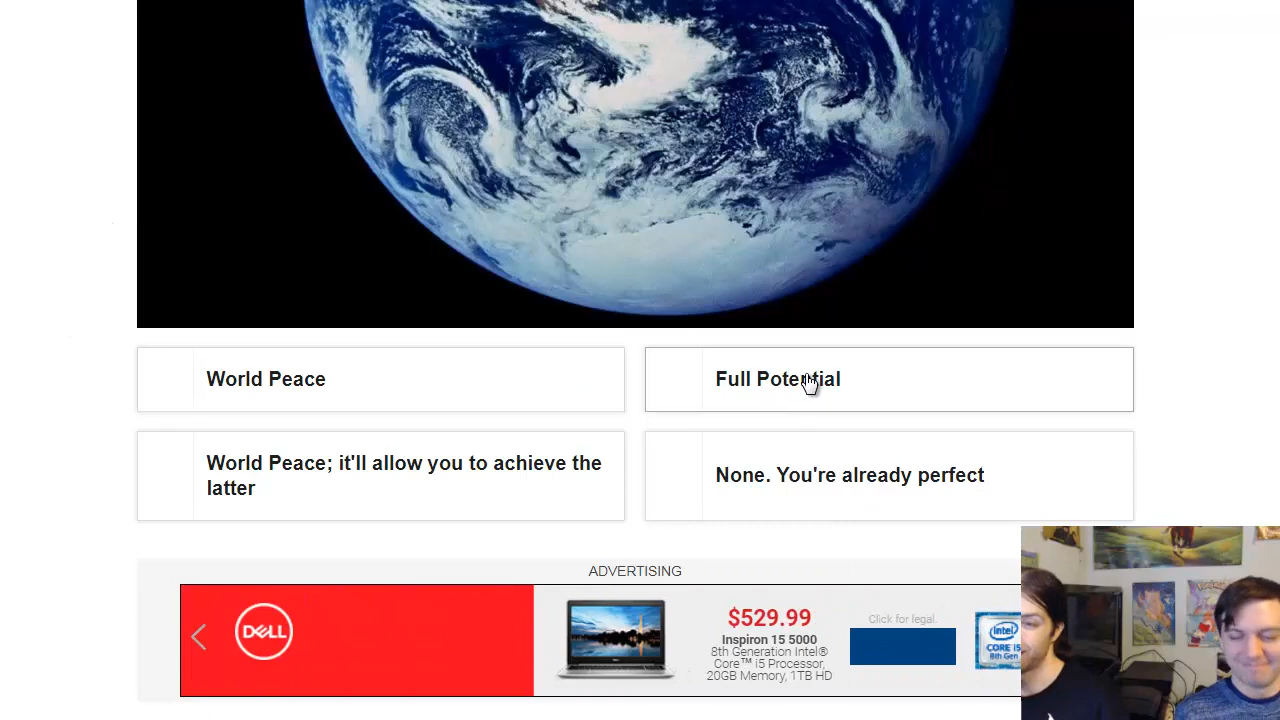 World Peace
Full Potential
World Peace; it'll allow you to achieve the
latter
None. You're already perfect
ADVERTISING
DELL
$529.99
Inspiron 15 5000
8th Generation Intel®
Core™ i5 Processor,
20GB Memory, 1TB HD
Click for legal.
intel
CORE i5
8th Gen